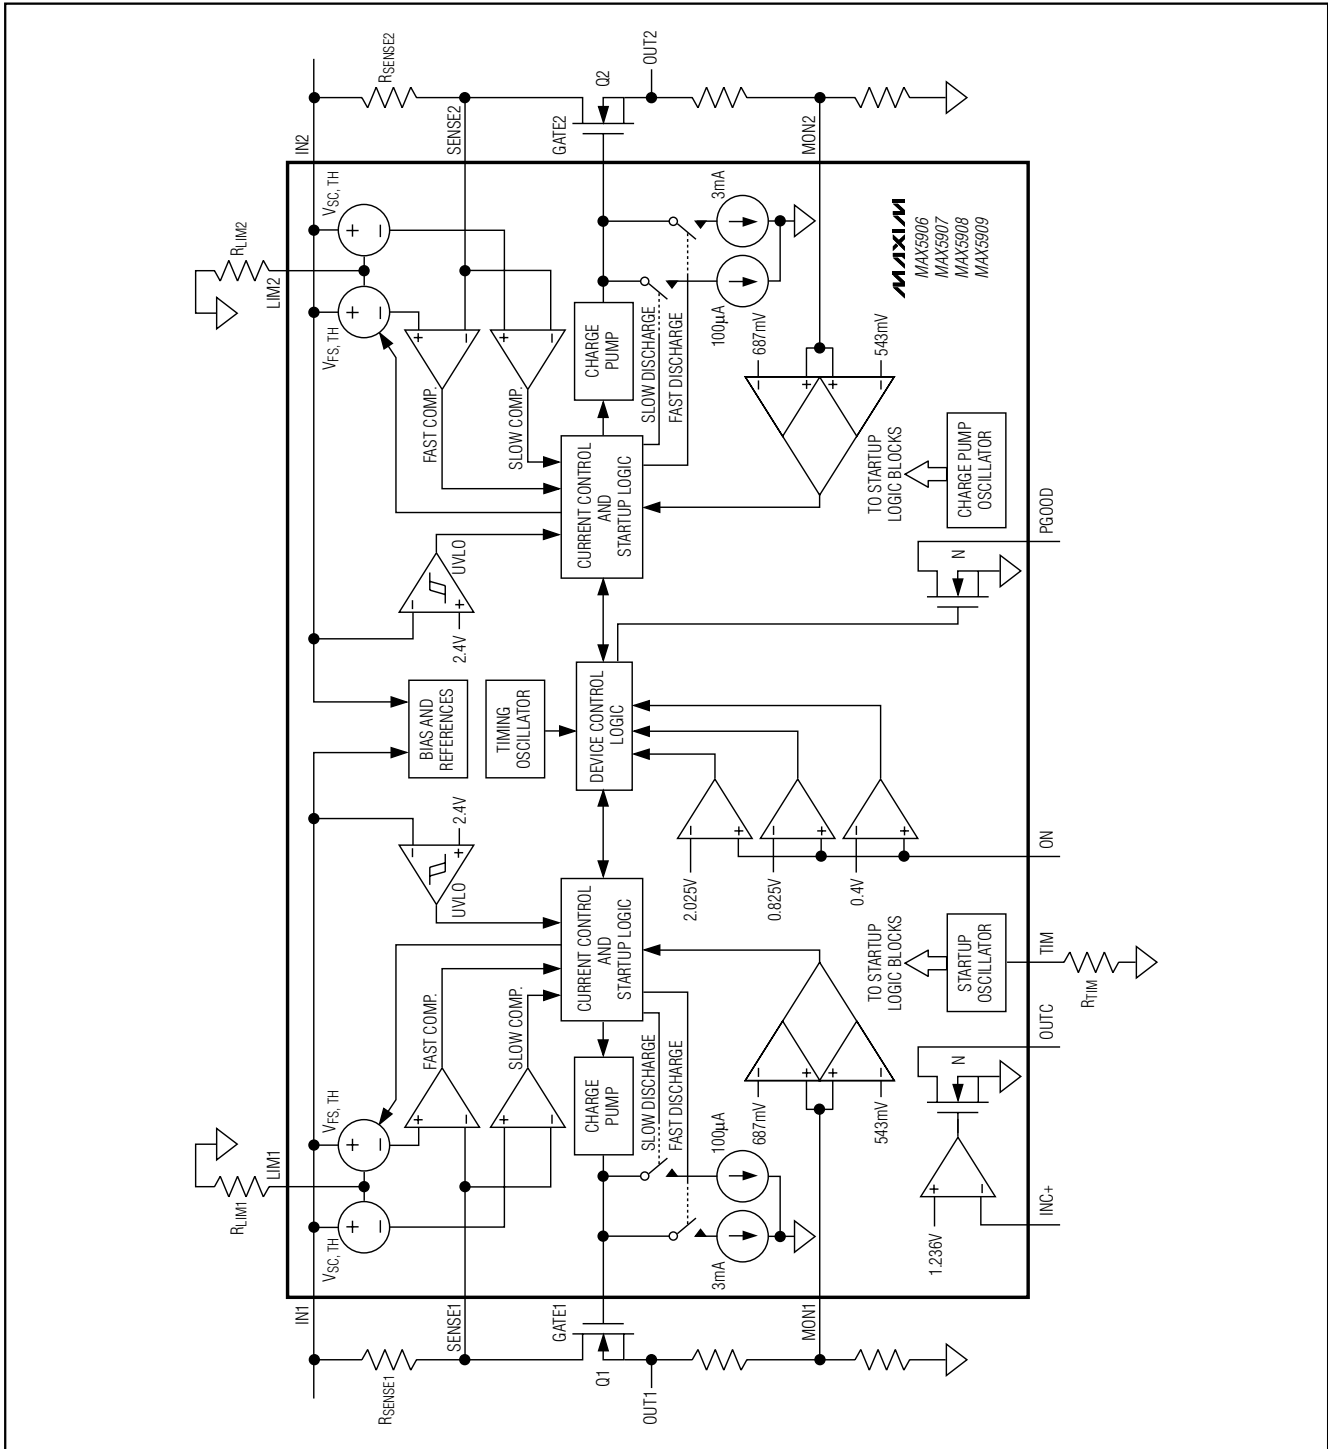 IN1
RSENSE1
SENSE1
GATE1
Q1
OUT1
MON1
RLIM1
LIM1
VSC, TH
VFS, TH
+
−
+
−
FAST COMP.
+
−
SLOW COMP.
+
−
UVLO
−
+
2.4V
CURRENT CONTROL
AND
STARTUP LOGIC
CHARGE
PUMP
SLOW DISCHARGE
FAST DISCHARGE
100µA
3mA
687mV
−
+
+
−
543mV
1.236V
+
−
N
INC+
OUTC
TO STARTUP
LOGIC BLOCKS
STARTUP
OSCILLATOR
TIM
RTIM
BIAS AND
REFERENCES
TIMING
OSCILLATOR
DEVICE CONTROL
LOGIC
2.025V
−
+
0.825V
−
+
0.4V
−
+
ON
IN2
RSENSE2
SENSE2
GATE2
Q2
OUT2
MON2
RLIM2
LIM2
VFS, TH
VSC, TH
+
−
+
−
FAST COMP.
+
−
SLOW COMP.
+
−
UVLO
−
+
2.4V
CURRENT CONTROL
AND
STARTUP LOGIC
CHARGE
PUMP
SLOW DISCHARGE
FAST DISCHARGE
100µA
3mA
687mV
−
+
+
−
543mV
TO STARTUP
LOGIC BLOCKS
CHARGE PUMP
OSCILLATOR
N
PGOOD
MAXIM
MAX5906
MAX5907
MAX5908
MAX5909